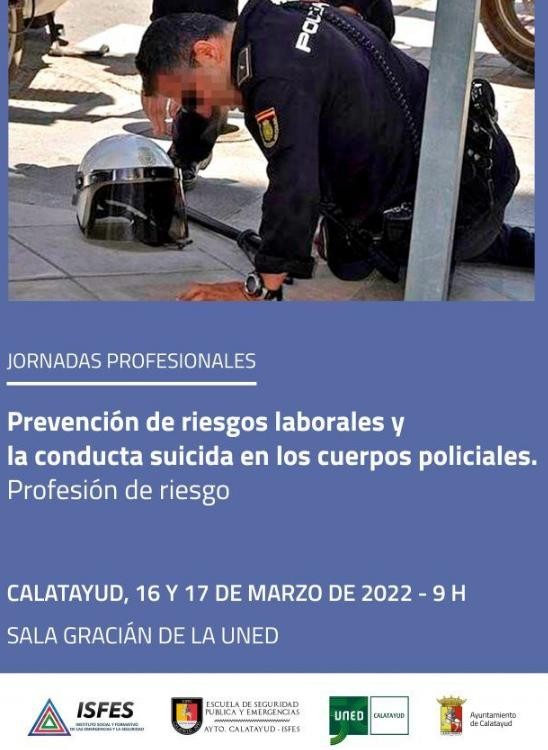 POLICÍA
JORNADAS PROFESIONALES
Prevención de riesgos laborales y
la conducta suicida en los cuerpos policiales.
Profesión de riesgo
CALATAYUD, 16 Y 17 DE MARZO DE 2022 - 9 H
SALA GRACIÁN DE LA UNED
ISFES
INSTITUTO SOCIAL Y FORMATIVO
DE LAS EMERGENCIAS Y LA SEGURIDAD
ESCUELA DE SEGURIDAD
PUBLICA Y EMERGENCIAS
AYTO. CALATAYUD - ISFES
UNED
CALATAYUD
Ayuntamiento
de Calatayud